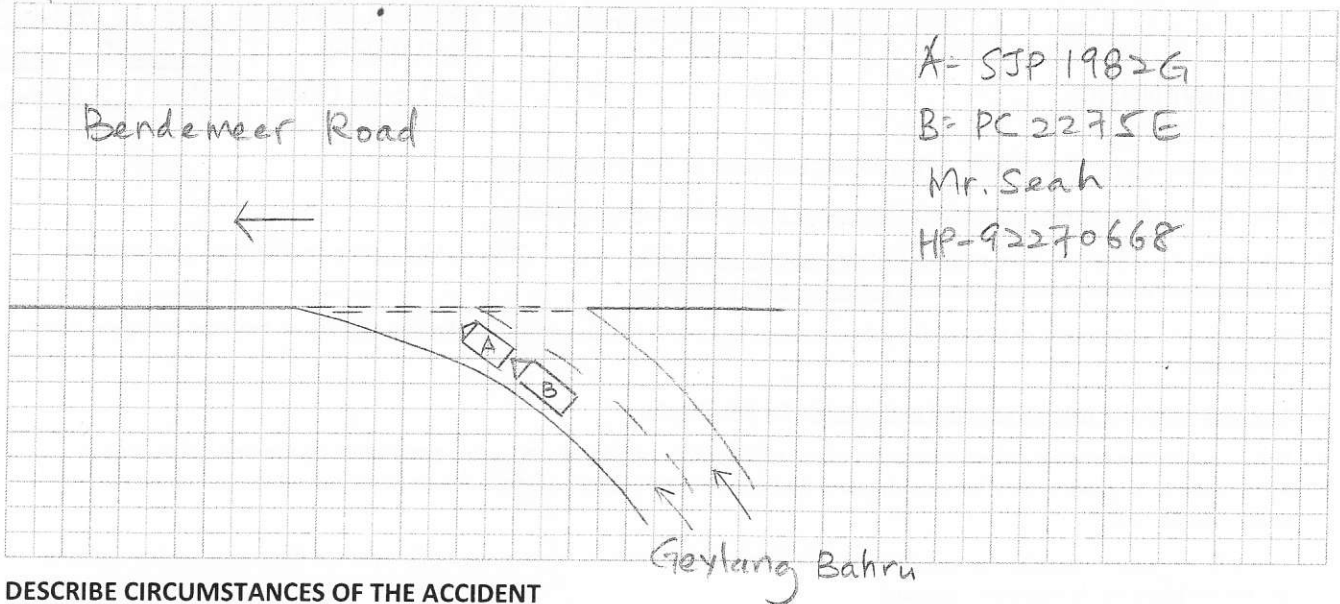 A= SJP 1982G
Bendemeer Road
B= PC 2275E
Mr. Seah
HP-92270668
A
B
Geylang Bahru
DESCRIBE CIRCUMSTANCES OF THE ACCIDENT